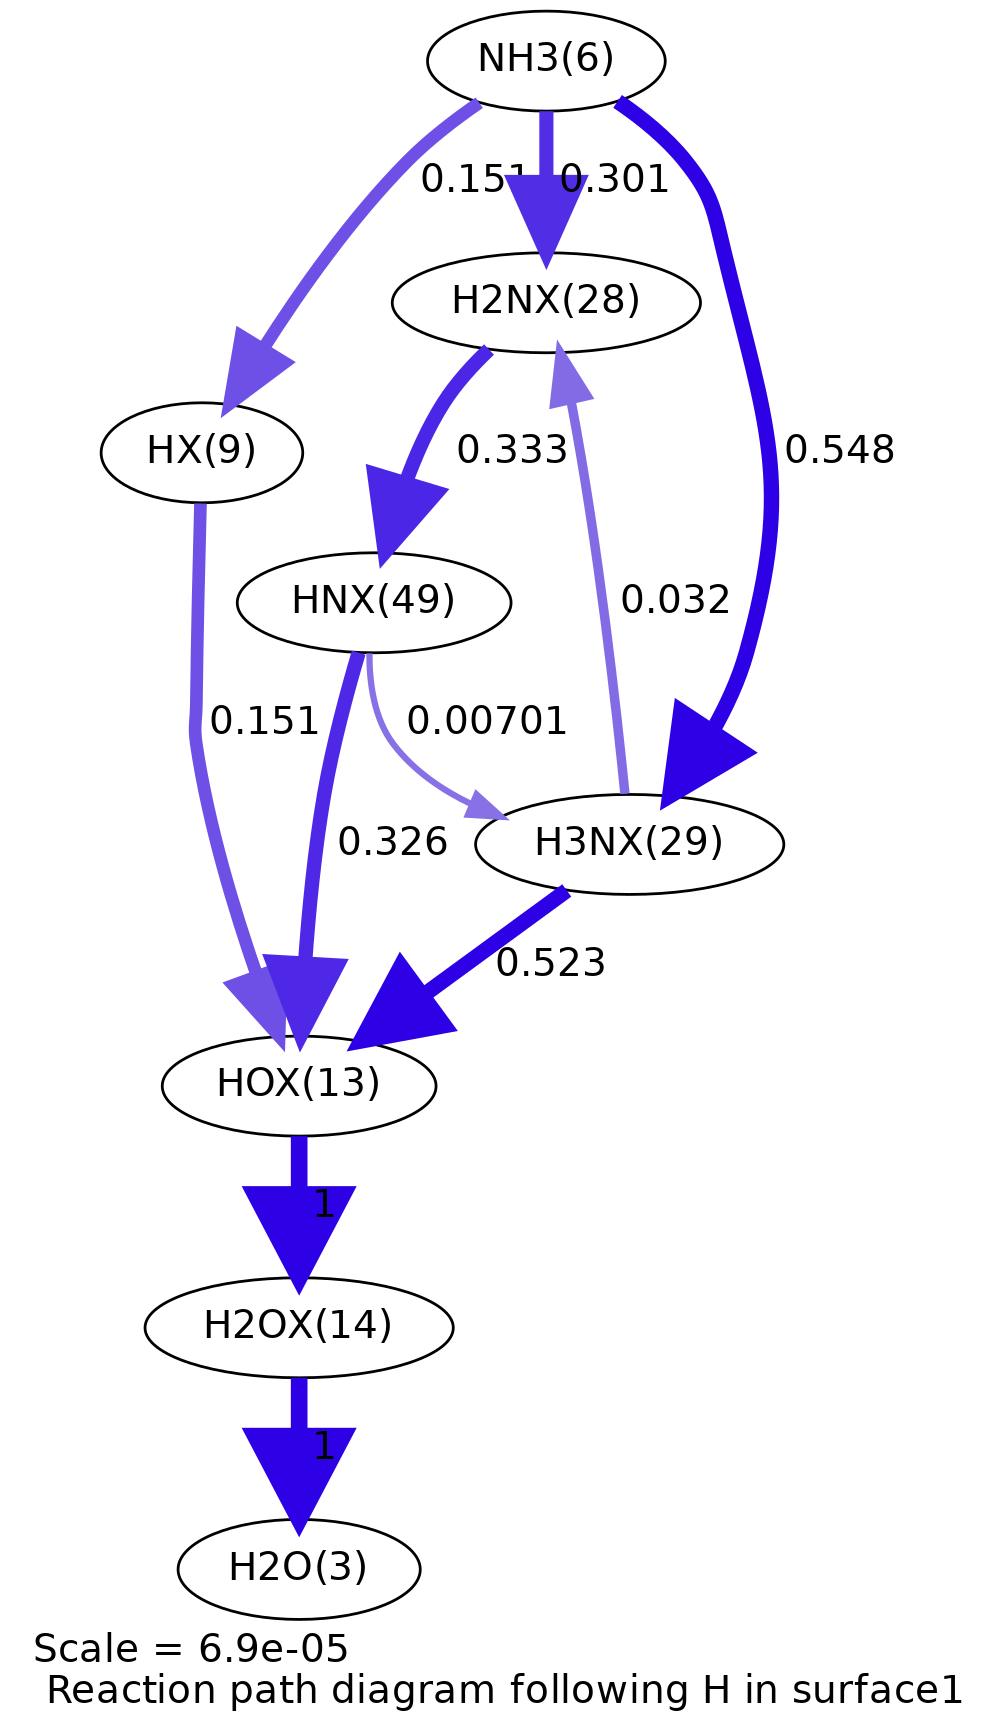 NH3(6)
0.151
0.301
H2NX(28)
HX(9)
0.333
0.548
HNX(49)
0.032
0.151
0.00701
0.326
H3NX(29)
0.523
HOX(13)
1
H2OX(14)
1
H2O(3)
Scale = 6.9e-05
Reaction path diagram following H in surface1